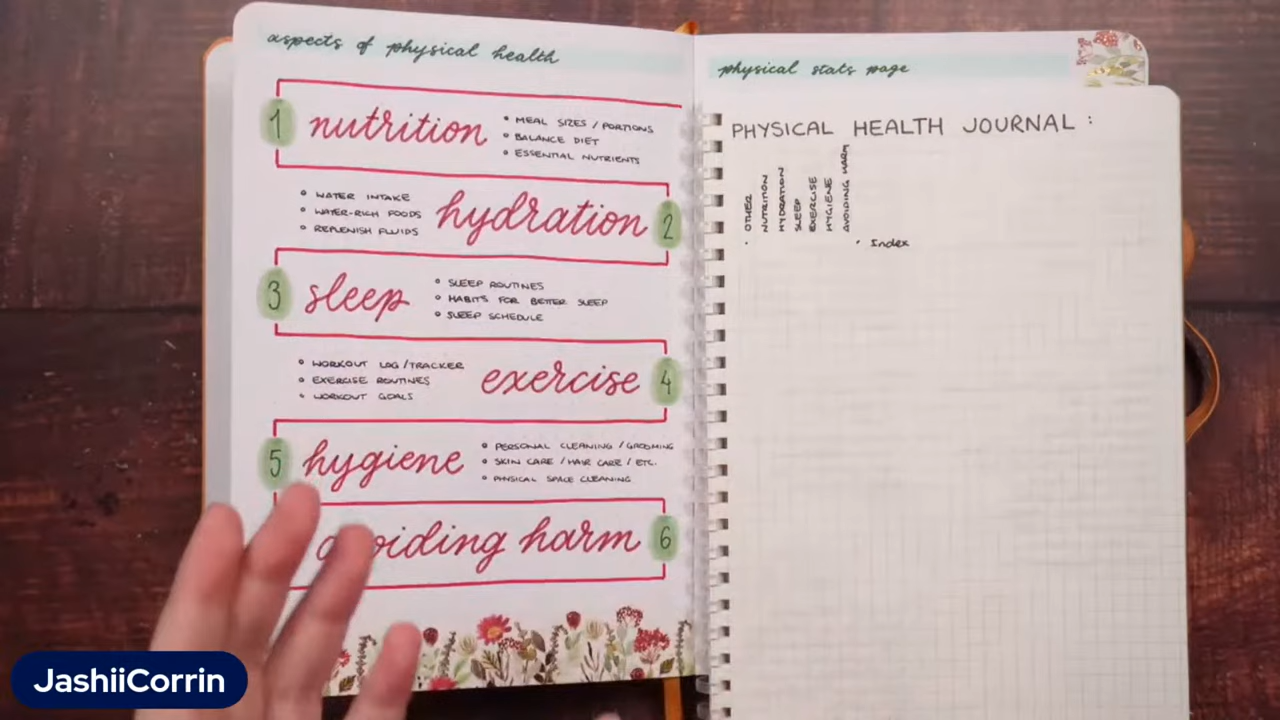 aspects of physical health
1 nutrition
• MEAL SIZES / PORTIONS
• BALANCE DIET
• ESSENTIAL NUTRIENTS
• WATER INTAKE
• WATER-RICH FOODS
• REPLENISH FLUIDS
hydration 2
3 sleep
• SLEEP ROUTINES
• HABITS FOR BETTER SLEEP
• SLEEP SCHEDULE
• WORKOUT LOG/TRACKER
• EXERCISE ROUTINES
• WORKOUT GOALS
exercise 4
5 hygiene
• PERSONAL CLEANING / GROOMING
• SKIN CARE / HAIR CARE / ETC.
• PHYSICAL SPACE CLEANING
avoiding harm 6
physical stats page
PHYSICAL HEALTH JOURNAL:
OTHER
NUTRITION
HYDRATION
SLEEP
EXERCISE
HYGIENE
AVOIDING HARM
• Index
JashiiCorrin